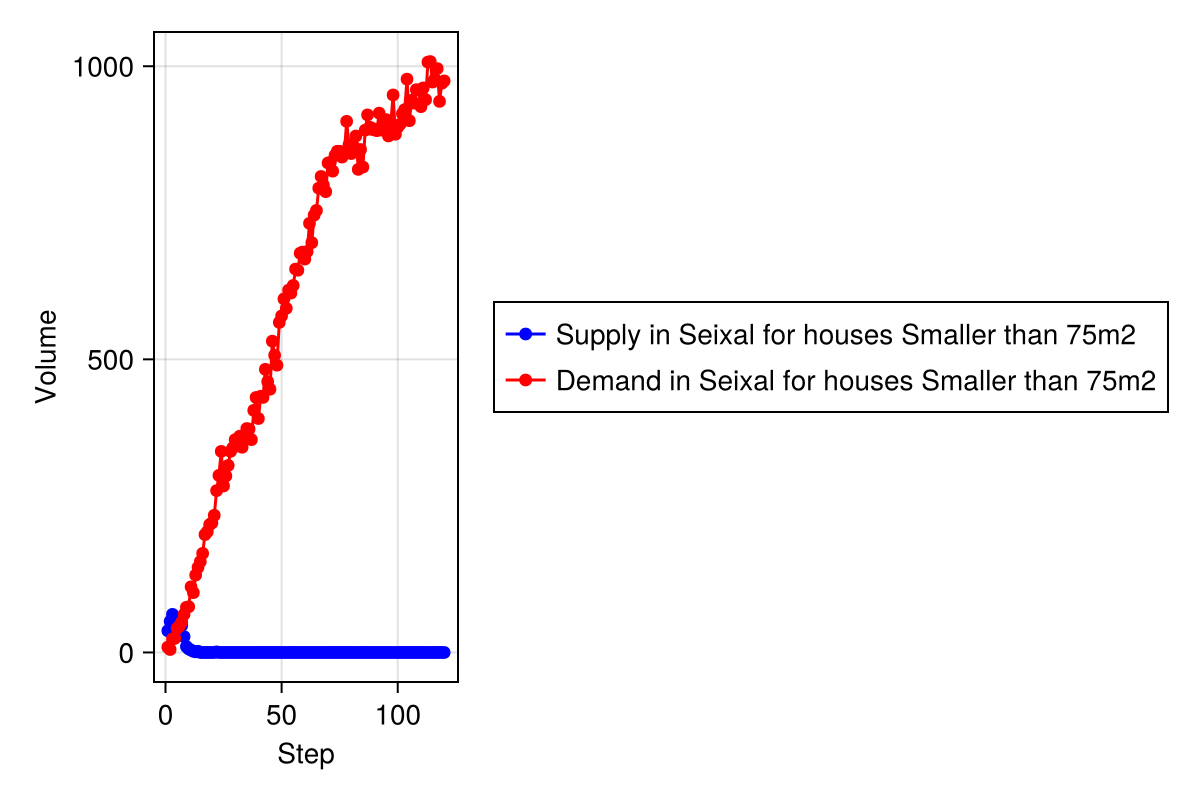 1000
500
0
Volume
0 50 100
Step
Supply in Seixal for houses Smaller than 75m2
Demand in Seixal for houses Smaller than 75m2